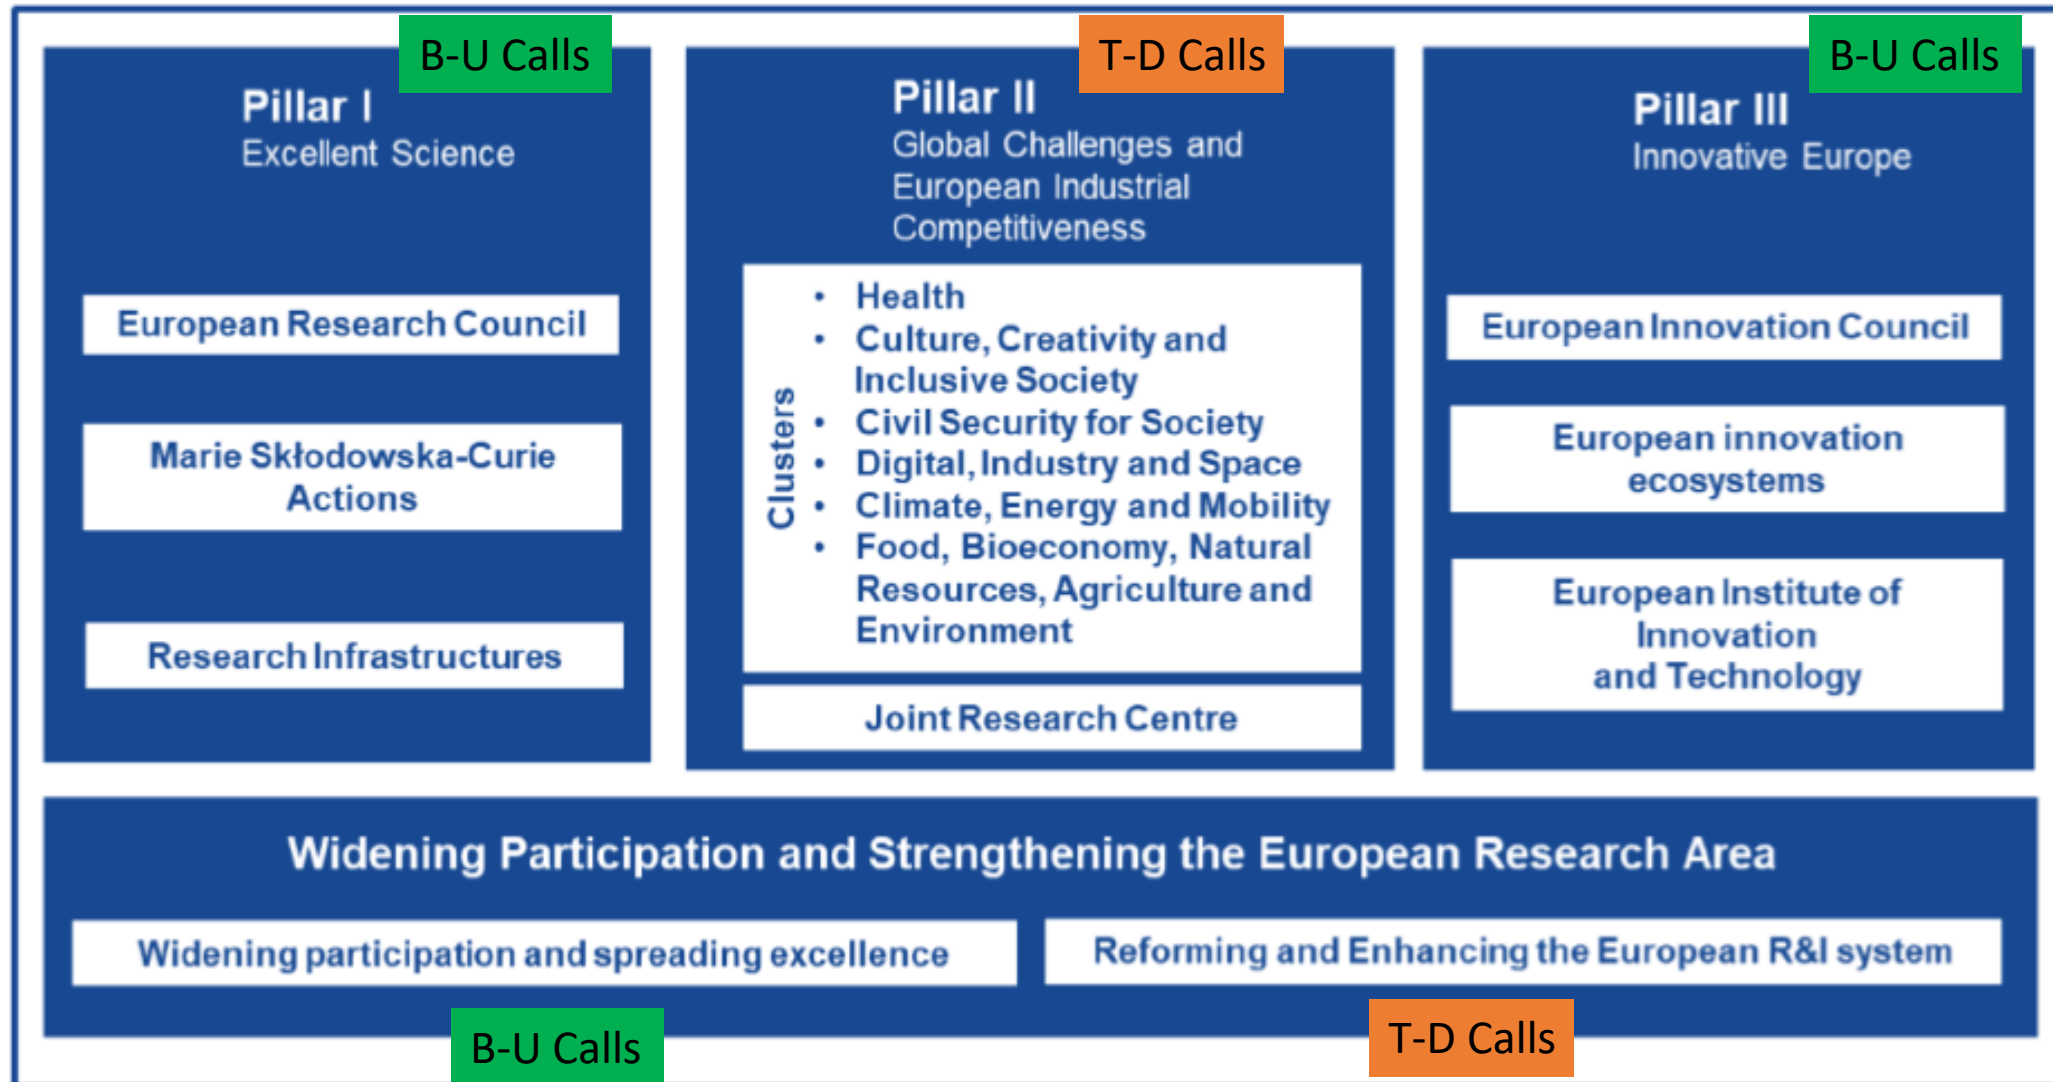 B-U Calls
Pillar I
Excellent Science
European Research Council
Marie Skłodowska-Curie
Actions
Research Infrastructures
T-D Calls
Pillar II
Global Challenges and
European Industrial
Competitiveness
Clusters
• Health
• Culture, Creativity and
Inclusive Society
• Civil Security for Society
• Digital, Industry and Space
• Climate, Energy and Mobility
• Food, Bioeconomy, Natural
Resources, Agriculture and
Environment
Joint Research Centre
B-U Calls
Pillar III
Innovative Europe
European Innovation Council
European innovation
ecosystems
European Institute of
Innovation
and Technology
Widening Participation and Strengthening the European Research Area
Widening participation and spreading excellence
Reforming and Enhancing the European R&I system
B-U Calls
T-D Calls